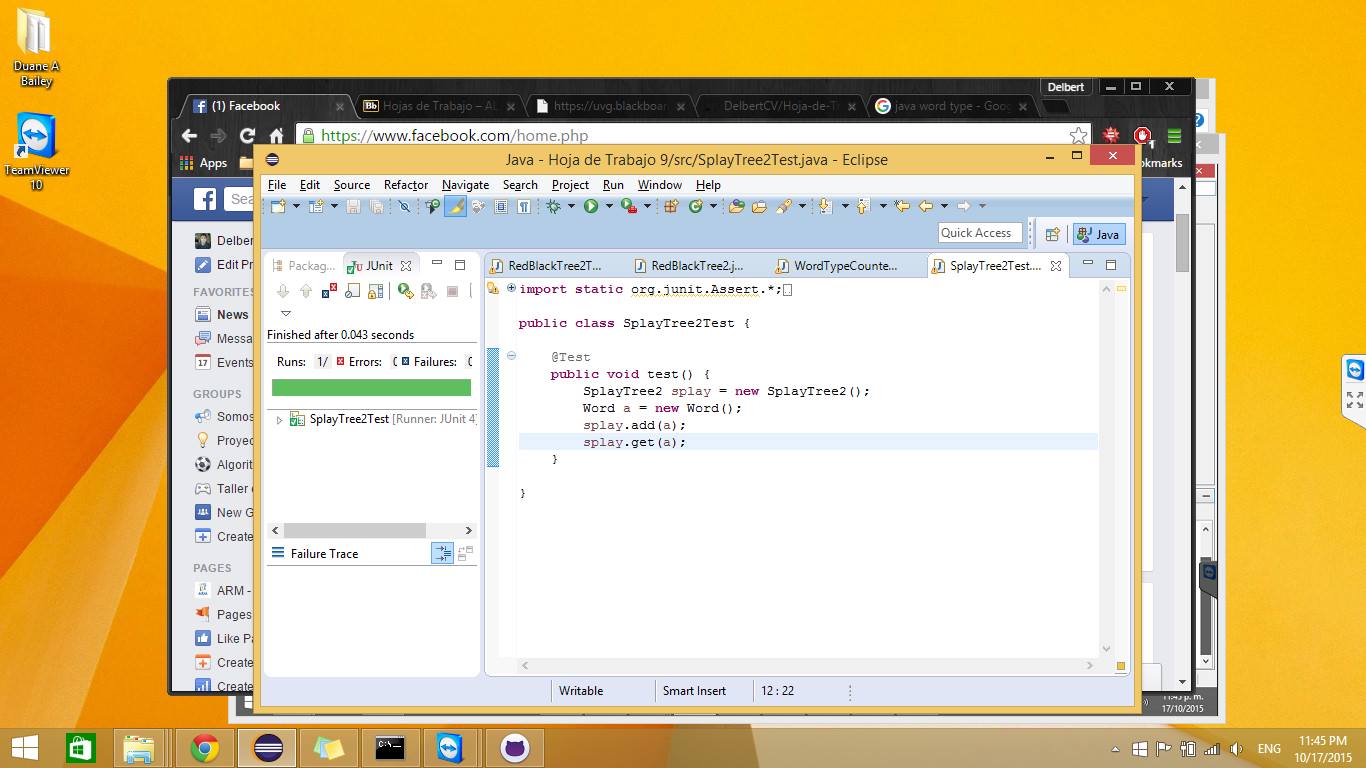 Duane A
Bailey
TeamViewer
10
Delbert
(1) Facebook
Bb Hojas de Trabajo – AL
https://uvg.blackboar
DelbertCV/Hoja-de-Tr
java word type - Goog
https://www.facebook.com/home.php
Apps
okmarks
Java - Hoja de Trabajo 9/src/SplayTree2Test.java - Eclipse
File Edit Source Refactor Navigate Search Project Run Window Help
Quick Access
Java
Sea
Delber
Edit Pr
FAVORITES
News
Messa
17 Events
GROUPS
Somos
Proyec
Algorit
Taller
New G
Create
PAGES
ARM -
Pages
Like Pa
Create
Create
Packag...
JUnit
Finished after 0.043 seconds
Runs: 1/ Errors: Failures:
SplayTree2Test [Runner: JUnit 4]
Failure Trace
RedBlackTree2T...
RedBlackTree2.j...
WordTypeCounte...
SplayTree2Test....
import static org.junit.Assert.*;
public class SplayTree2Test {
@Test
public void test() {
SplayTree2 splay = new SplayTree2();
Word a = new Word();
splay.add(a);
splay.get(a);
}
}
Writable
Smart Insert
12 : 22
11:45 p. m.
17/10/2015
ENG
11:45 PM
10/17/2015